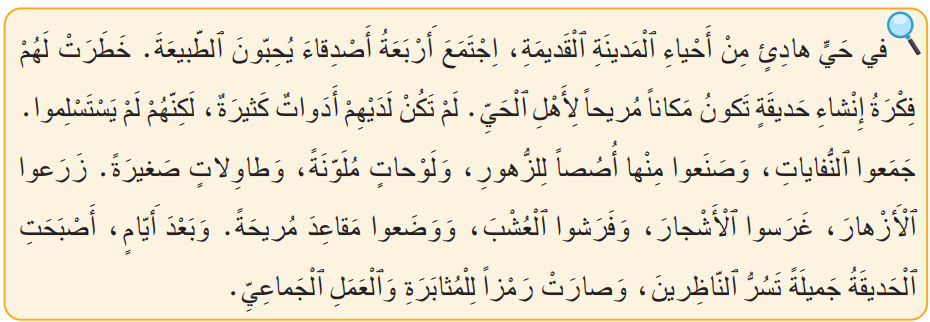 في حَيٍّ هادِئٍ مِنْ أَحْياءِ ٱلْمَدينَةِ ٱلْقَديمَةِ، اِجْتَمَعَ أَرْبَعَةُ أَصْدِقاءَ يُحِبّونَ ٱلطَّبيعَةَ. خَطَرَتْ لَهُمْ
فِكْرَةُ إِنْشاءِ حَديقَةٍ تَكونُ مَكاناً مُريحاً لِأَهْلِ ٱلْحَيِّ. لَمْ تَكُنْ لَدَيْهِمْ أَدَواتٌ كَثيرَةٌ، لَكِنَّهُمْ لَمْ يَسْتَسْلِموا.
جَمَعوا ٱلنُّفاياتِ، وَصَنَعوا مِنْها أُصُصاً لِلزُّهورِ، وَلَوْحاتٍ مُلَوَّنَةً، وَطاوِلاتٍ صَغيرَةً. زَرَعوا
ٱلْأَزْهارَ، غَرَسوا ٱلْأَشْجارَ، وَفَرَشوا ٱلْعُشْبَ، وَوَضَعوا مَقاعِدَ مُريحَةً. وَبَعْدَ أَيّامٍ، أَصْبَحَتِ
ٱلْحَديقَةُ جَميلَةً تَسُرُّ ٱلنّاظِرينَ، وَصارَتْ رَمْزاً لِلْمُثابَرَةِ وَٱلْعَمَلِ ٱلْجَماعِيِّ.